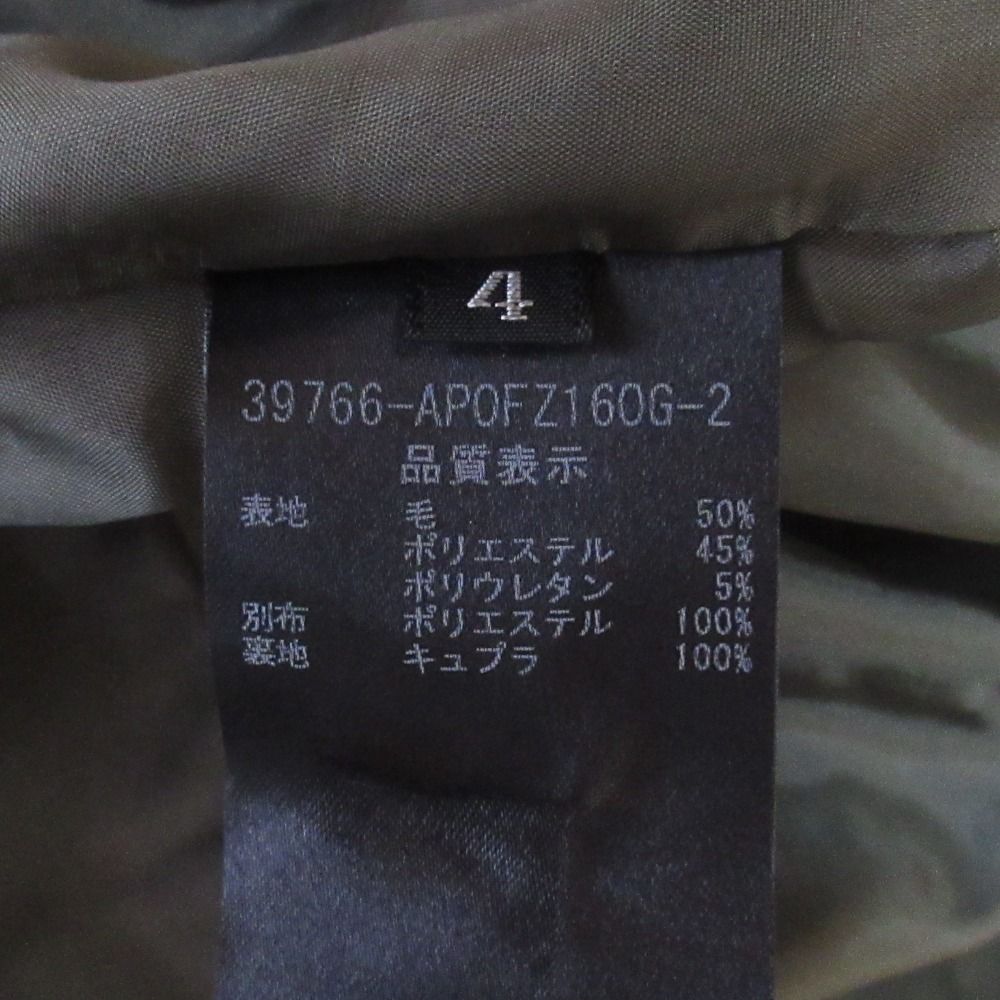 4
39766-AP0FZ160G-2
品質表示
表地 毛 50%
ポリエステル 45%
ポリウレタン 5%
別布 ポリエステル 100%
裏地 キュプラ 100%